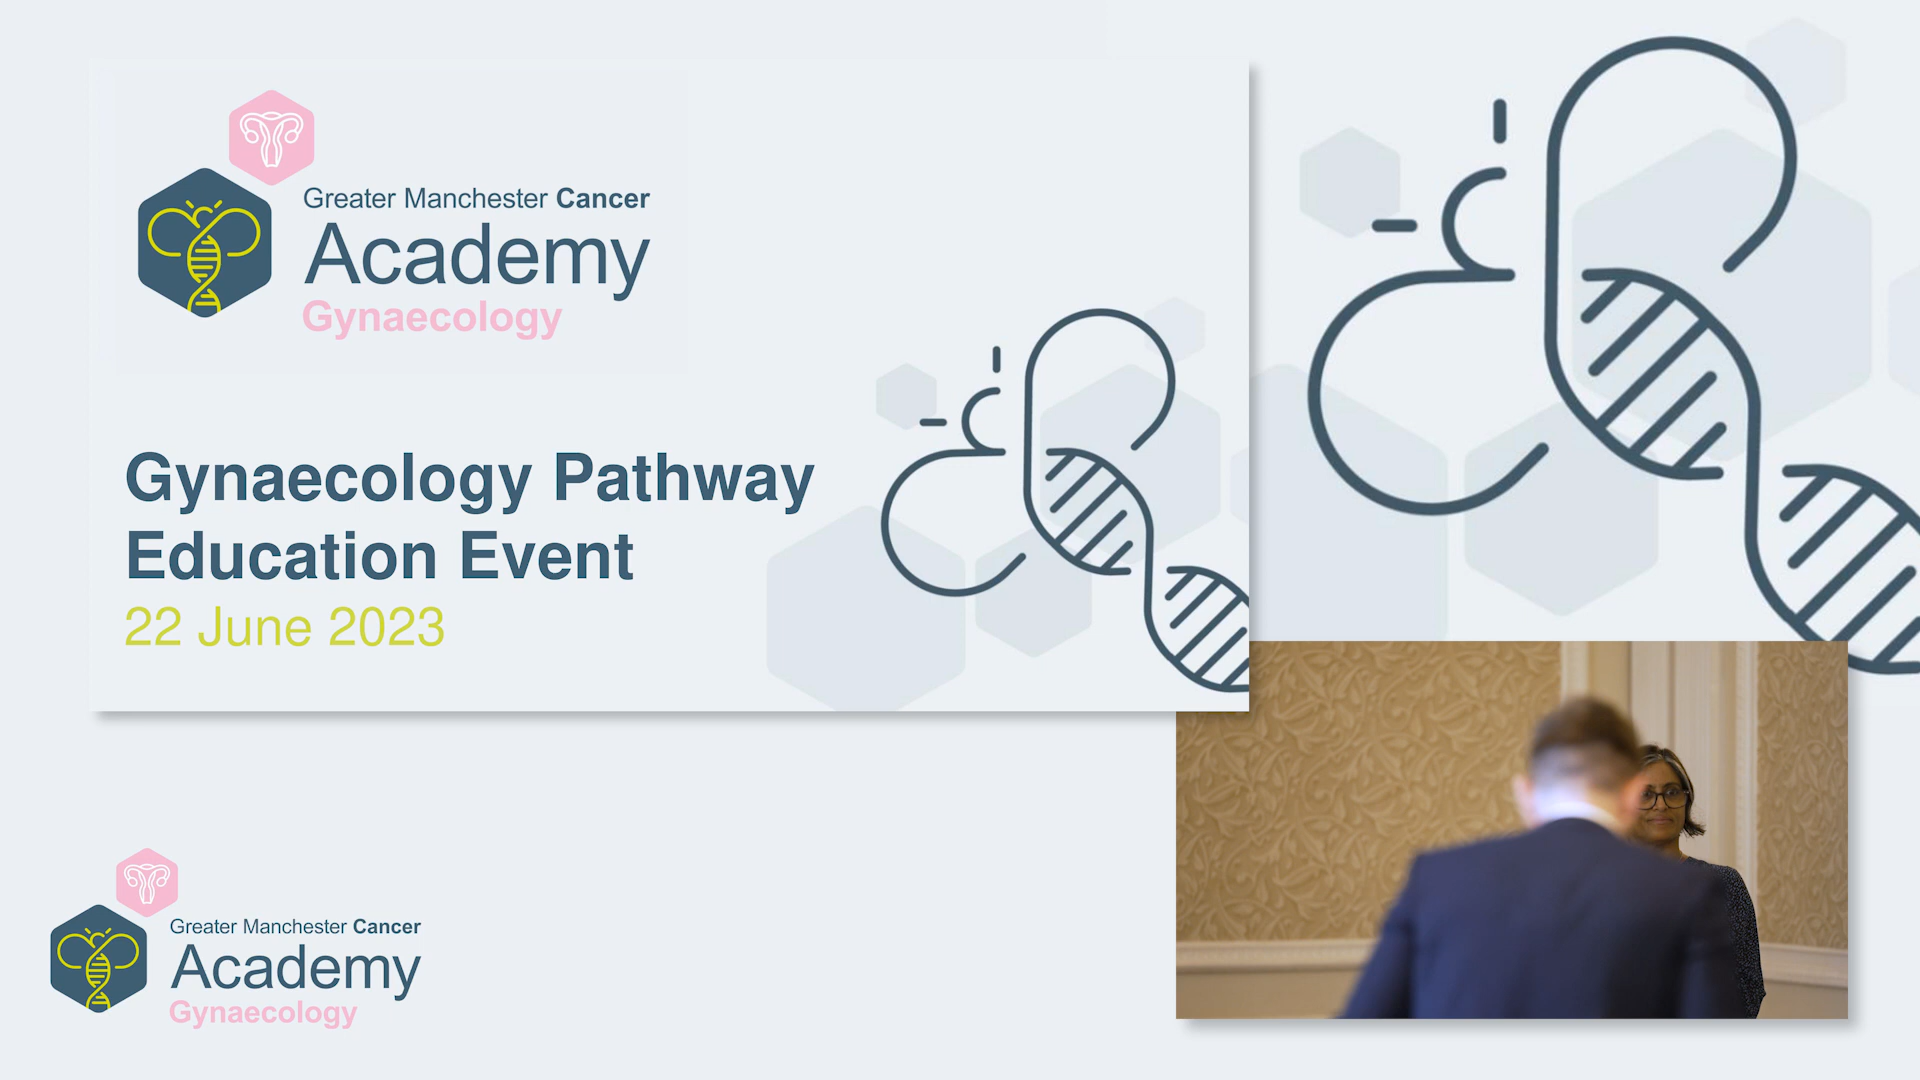 Greater Manchester Cancer
Academy
Gynaecology
Gynaecology Pathway
Education Event
22 June 2023
Greater Manchester Cancer
Academy
Gynaecology